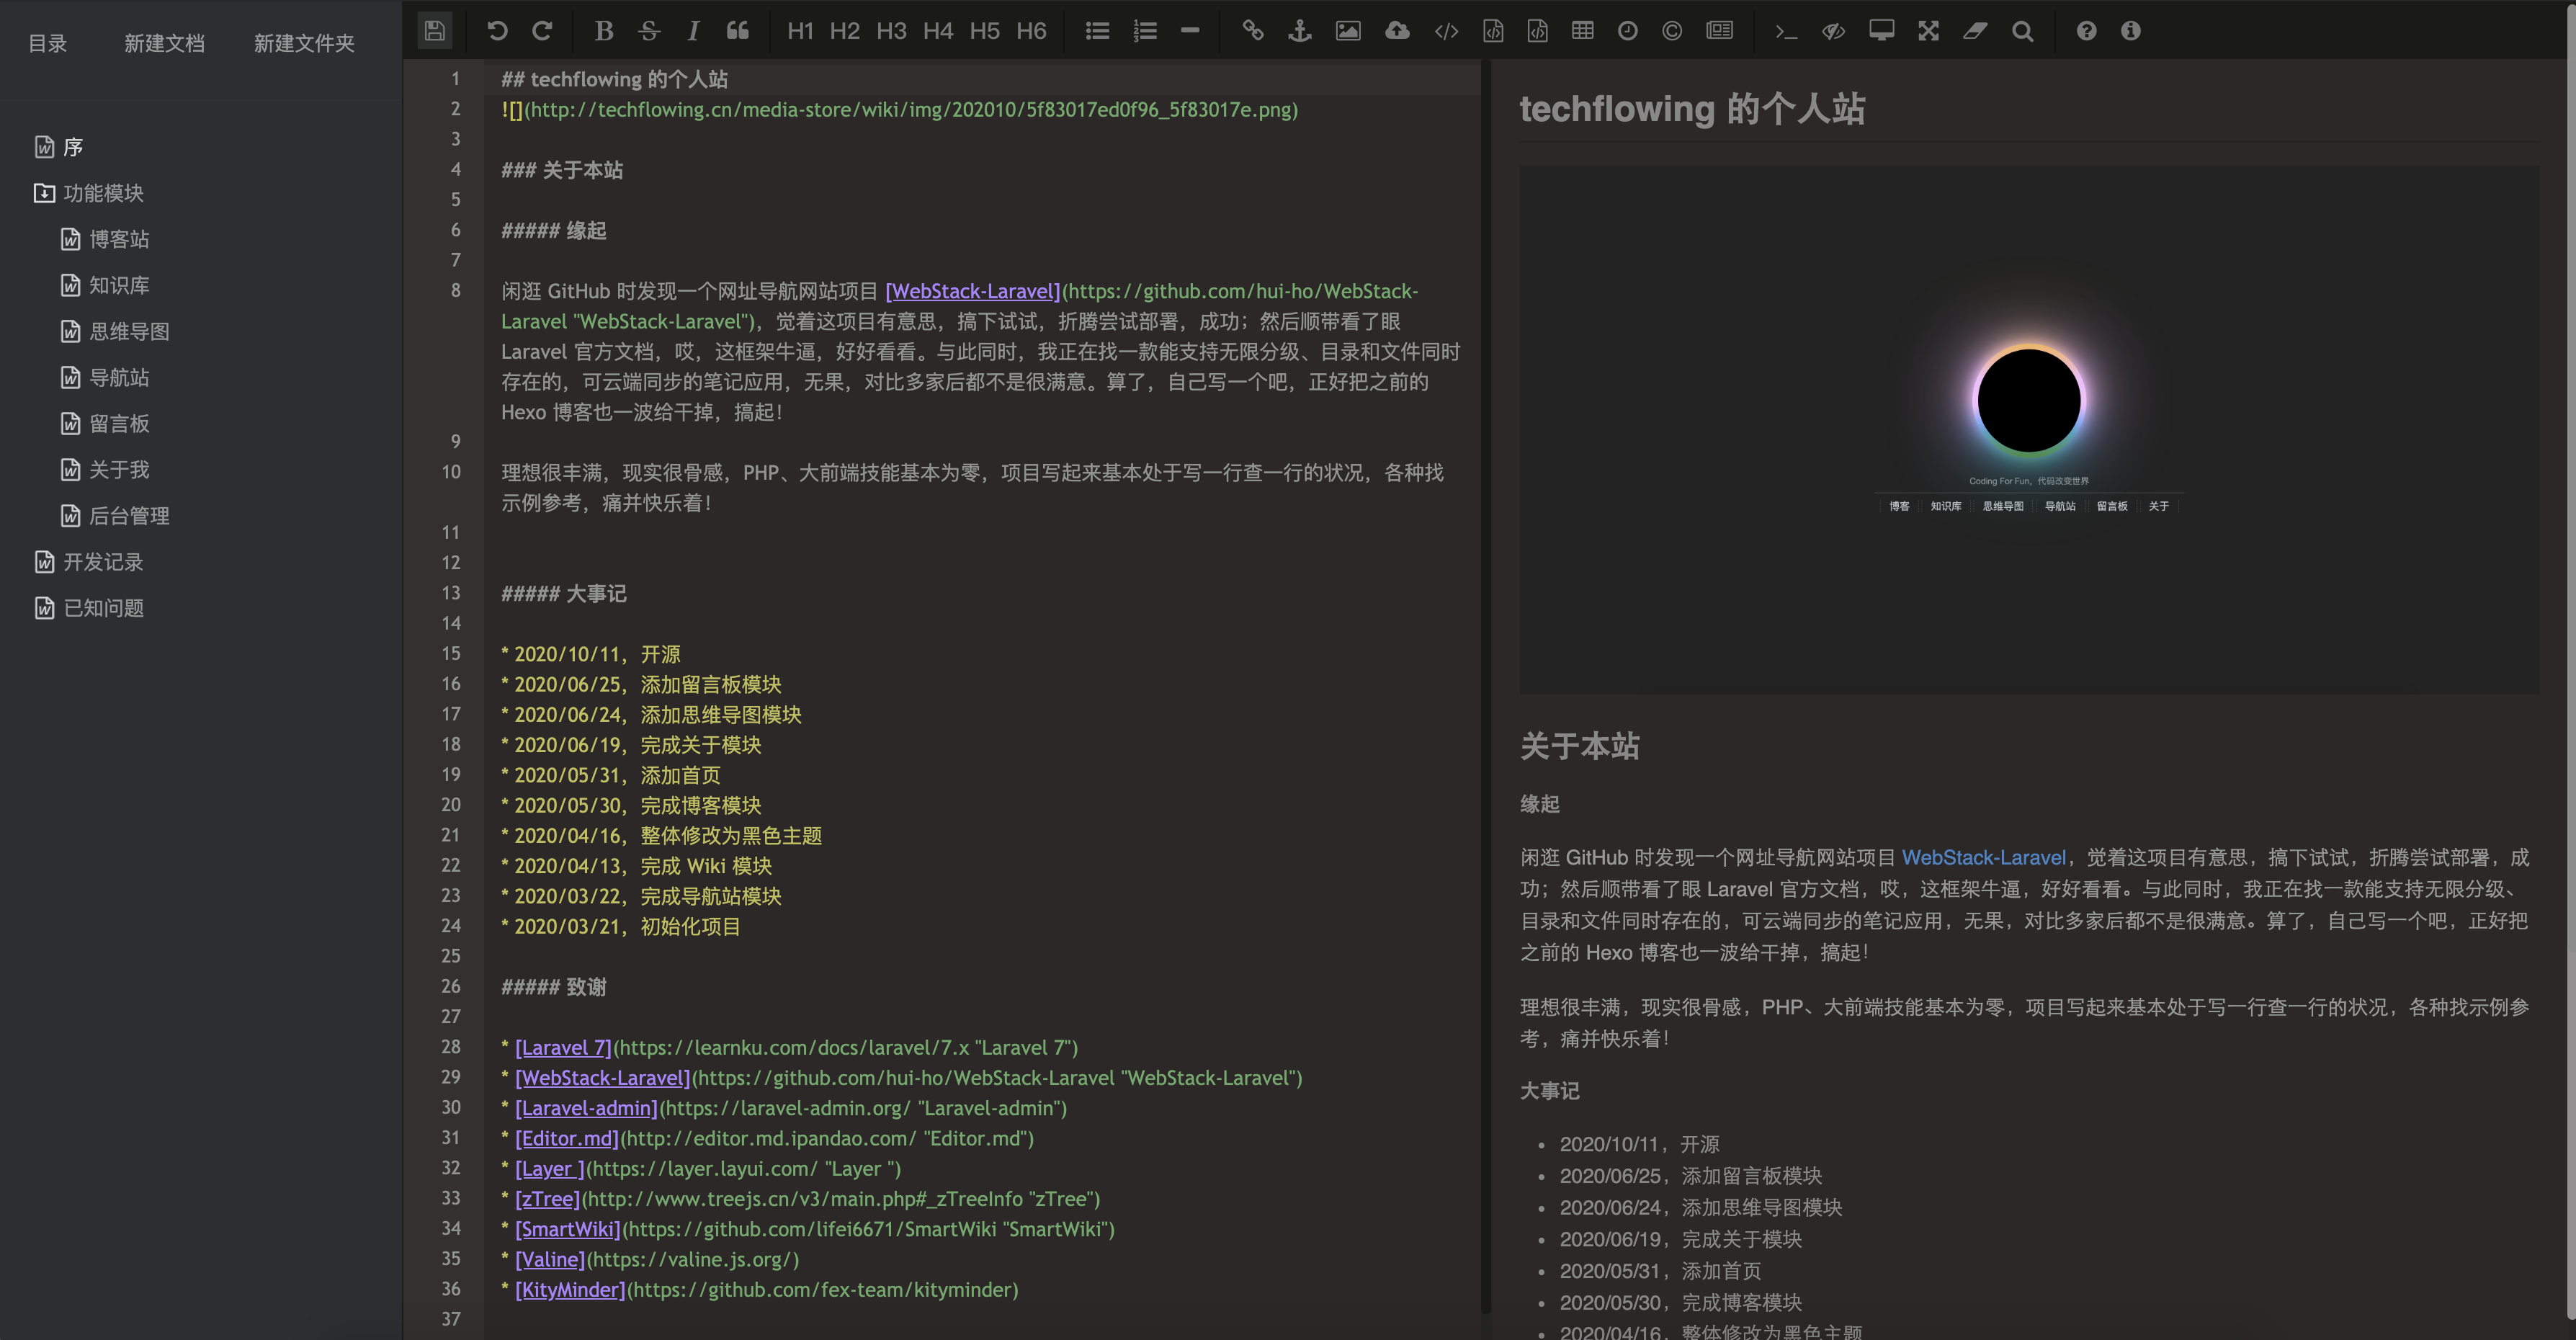 目录 新建文档 新建文件夹
H1 H2 H3 H4 H5 H6
序
功能模块
博客站
知识库
思维导图
导航站
留言板
关于我
后台管理
开发记录
已知问题
1 ## techflowing 的个人站
2 ![](http://techflowing.cn/media-store/wiki/img/202010/5f83017ed0f96_5f83017e.png)
3
4 ### 关于本站
5
6 ##### 缘起
7
8 闲逛 GitHub 时发现一个网址导航网站项目 [WebStack-Laravel](https://github.com/hui-ho/WebStack-
Laravel "WebStack-Laravel")，觉着这项目有意思，搞下试试，折腾尝试部署，成功；然后顺带看了眼
Laravel 官方文档，哎，这框架牛逼，好好看看。与此同时，我正在找一款能支持无限分级、目录和文件同时
存在的，可云端同步的笔记应用，无果，对比多家后都不是很满意。算了，自己写一个吧，正好把之前的
Hexo 博客也一波给干掉，搞起！
9
10 理想很丰满，现实很骨感，PHP、大前端技能基本为零，项目写起来基本处于写一行查一行的状况，各种找
示例参考，痛并快乐着！
11
12
13 ##### 大事记
14
15 * 2020/10/11，开源
16 * 2020/06/25，添加留言板模块
17 * 2020/06/24，添加思维导图模块
18 * 2020/06/19，完成关于模块
19 * 2020/05/31，添加首页
20 * 2020/05/30，完成博客模块
21 * 2020/04/16，整体修改为黑色主题
22 * 2020/04/13，完成 Wiki 模块
23 * 2020/03/22，完成导航站模块
24 * 2020/03/21，初始化项目
25
26 ##### 致谢
27
28 * [Laravel 7](https://learnku.com/docs/laravel/7.x "Laravel 7")
29 * [WebStack-Laravel](https://github.com/hui-ho/WebStack-Laravel "WebStack-Laravel")
30 * [Laravel-admin](https://laravel-admin.org/ "Laravel-admin")
31 * [Editor.md](http://editor.md.ipandao.com/ "Editor.md")
32 * [Layer ](https://layer.layui.com/ "Layer ")
33 * [zTree](http://www.treejs.cn/v3/main.php#_zTreeInfo "zTree")
34 * [SmartWiki](https://github.com/lifei6671/SmartWiki "SmartWiki")
35 * [Valine](https://valine.js.org/)
36 * [KityMinder](https://github.com/fex-team/kityminder)
37
techflowing 的个人站
Coding For Fun，代码改变世界
博客 知识库 思维导图 导航站 留言板 关于
关于本站
缘起
闲逛 GitHub 时发现一个网址导航网站项目 WebStack-Laravel，觉着这项目有意思，搞下试试，折腾尝试部署，成
功；然后顺带看了眼 Laravel 官方文档，哎，这框架牛逼，好好看看。与此同时，我正在找一款能支持无限分级、
目录和文件同时存在的，可云端同步的笔记应用，无果，对比多家后都不是很满意。算了，自己写一个吧，正好把
之前的 Hexo 博客也一波给干掉，搞起！
理想很丰满，现实很骨感，PHP、大前端技能基本为零，项目写起来基本处于写一行查一行的状况，各种找示例参
考，痛并快乐着！
大事记
• 2020/10/11，开源
• 2020/06/25，添加留言板模块
• 2020/06/24，添加思维导图模块
• 2020/06/19，完成关于模块
• 2020/05/31，添加首页
• 2020/05/30，完成博客模块
• 2020/04/16，整体修改为黑色主题